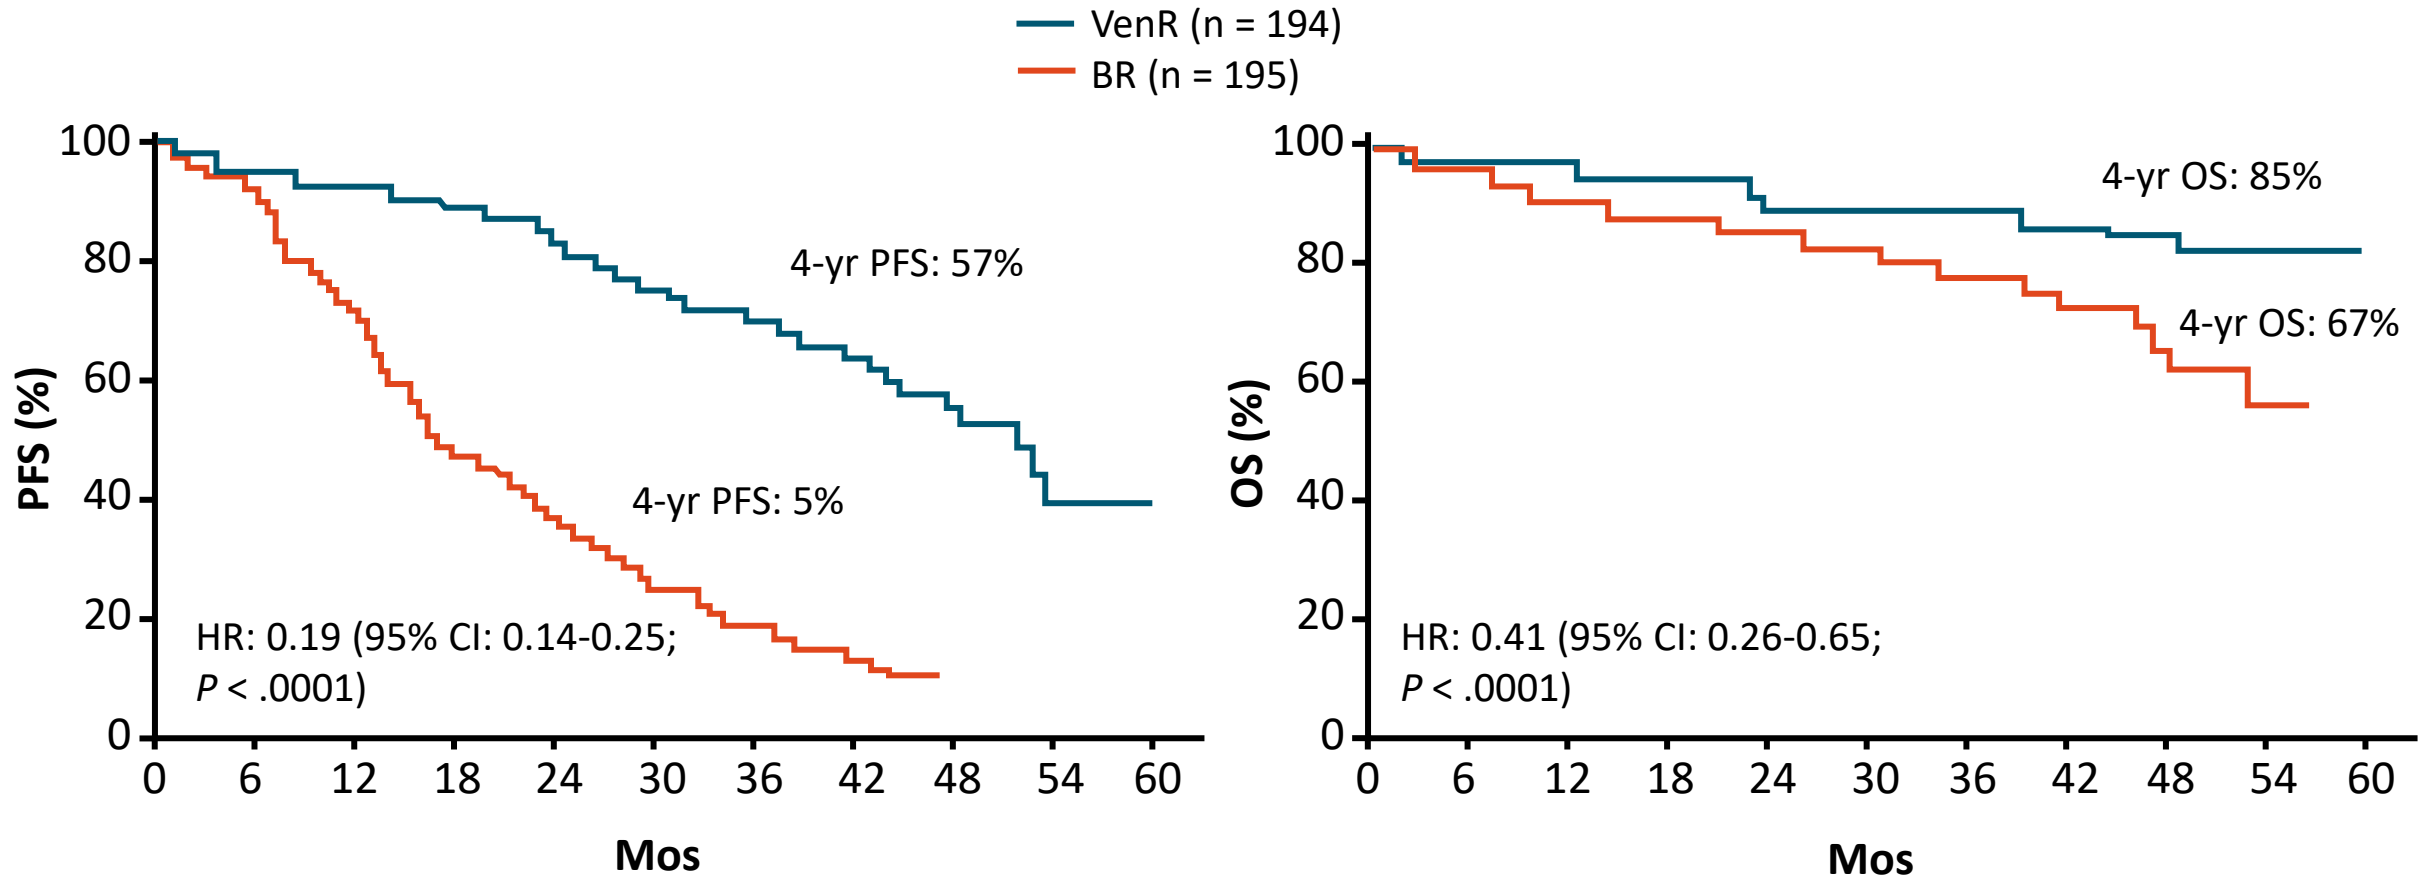 VenR (n = 194)
BR (n = 195)
PFS (%)
100
80
60
40
20
0
4-yr PFS: 57%
4-yr PFS: 5%
HR: 0.19 (95% CI: 0.14-0.25;
P < .0001)
0 6 12 18 24 30 36 42 48 54 60
Mos
OS (%)
100
80
60
40
20
0
4-yr OS: 85%
4-yr OS: 67%
HR: 0.41 (95% CI: 0.26-0.65;
P < .0001)
0 6 12 18 24 30 36 42 48 54 60
Mos